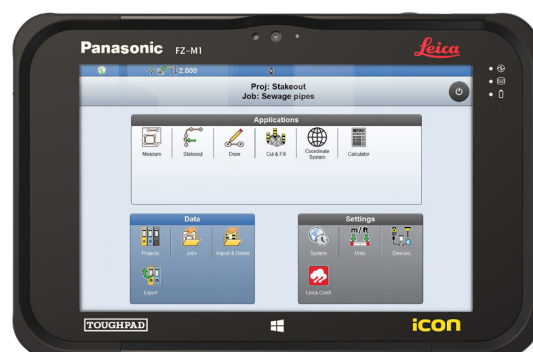 Panasonic FZ-M1
Leica
2.000
Proj: Stakeout
Job: Sewage pipes
Applications
Measure
Stakeout
Draw
Cut & Fill
Coordinate System
Calculator
Data
Settings
m/ft
Projects
Jobs
Import & Delete
System
Units
Devices
Export
Leica ConX
TOUGHPAD
icon